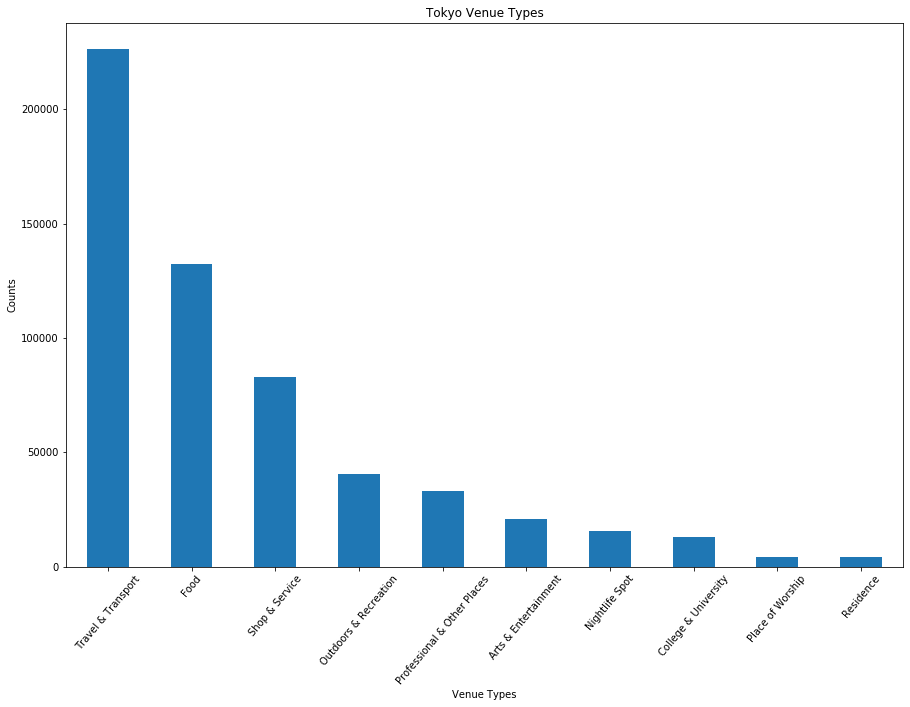 Tokyo Venue Types
200000
150000
100000
50000
0
Counts
Travel & Transport
Food
Shop & Service
Outdoors & Recreation
Professional & Other Places
Arts & Entertainment
Nightlife Spot
College & University
Place of Worship
Residence
Venue Types